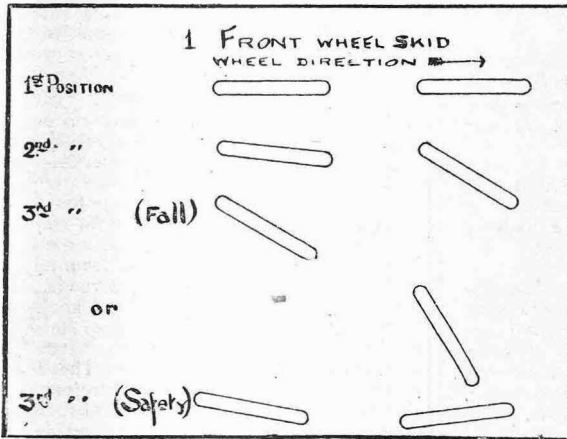 1 FRONT WHEEL SKID
WHEEL DIRECTION
1st POSITION
2nd "
3rd " (Fall)
or
3rd " (Safety)